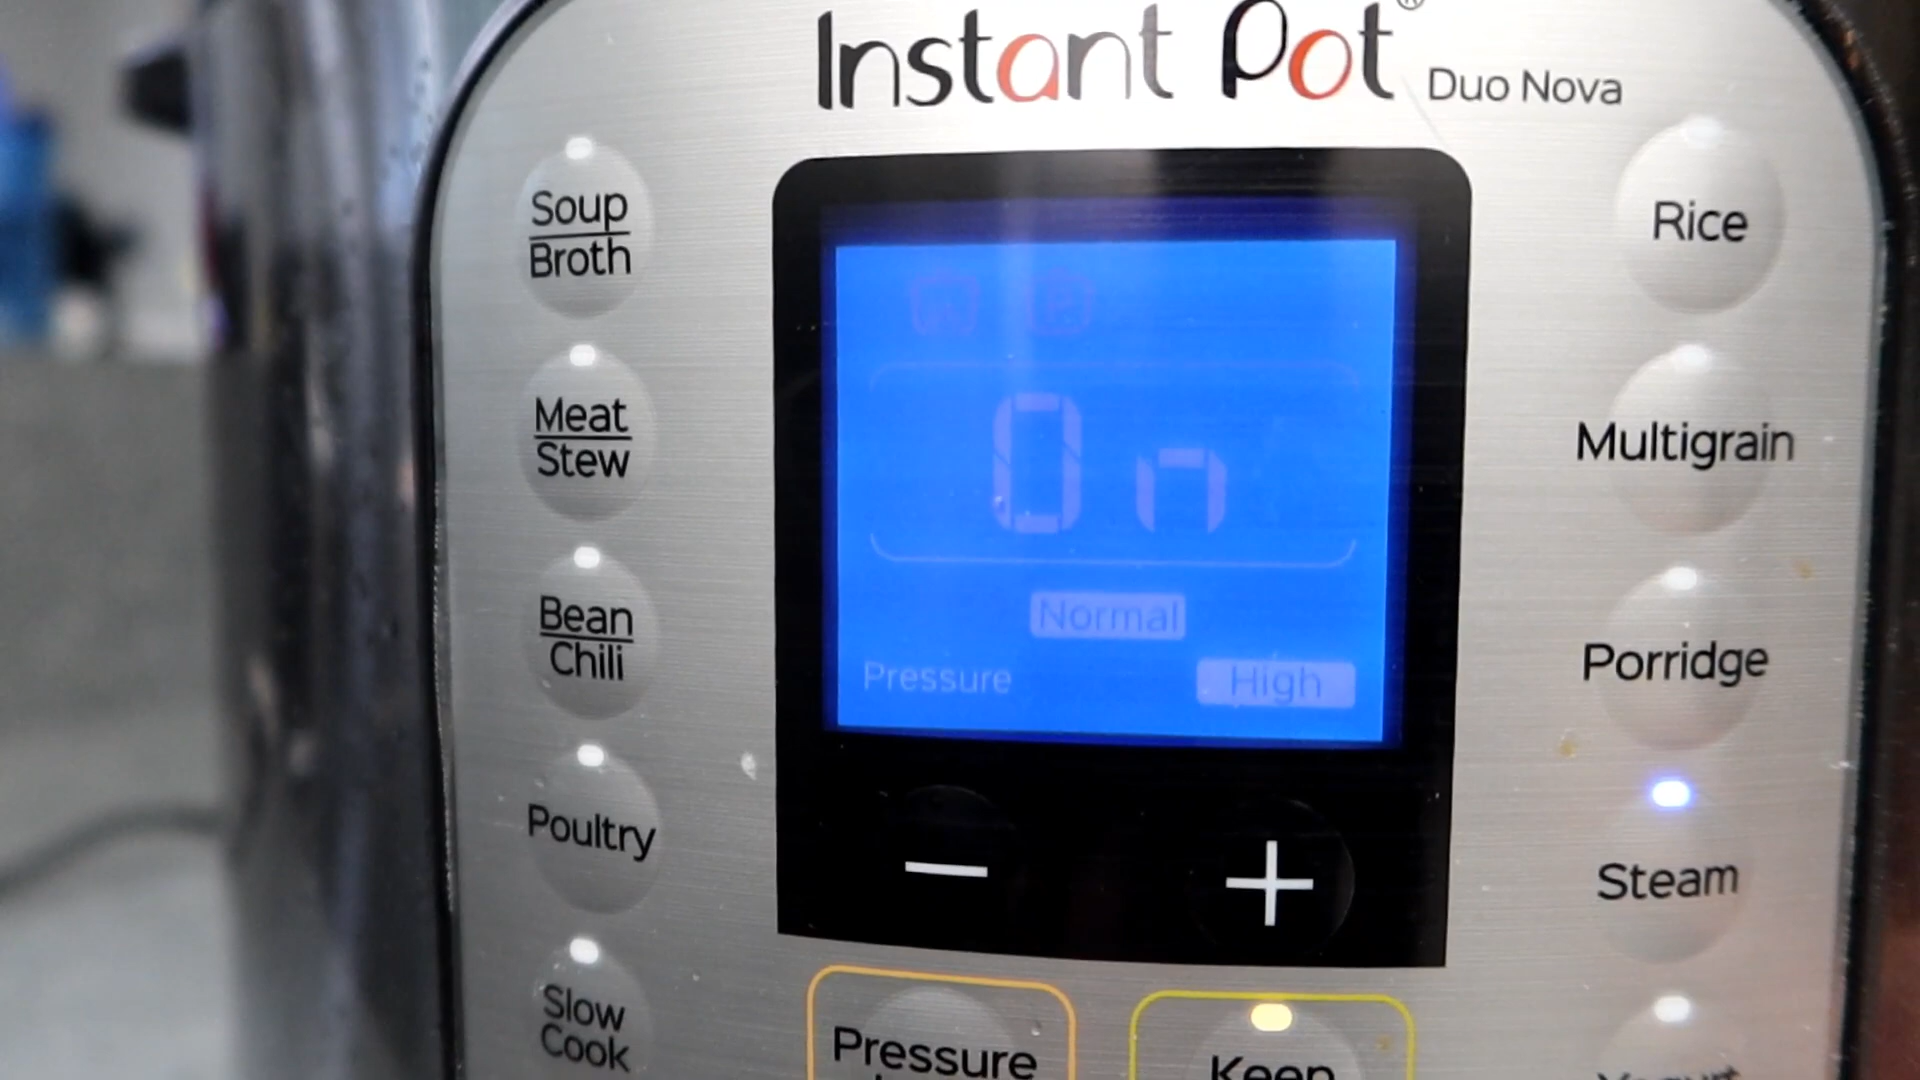 Instant Pot®
Duo Nova
Soup
Broth
Rice
Meat
Stew
On
Multigrain
Bean
Chili
Normal
Pressure High
Porridge
Poultry
− +
Steam
Slow
Cook
Pressure
Keep